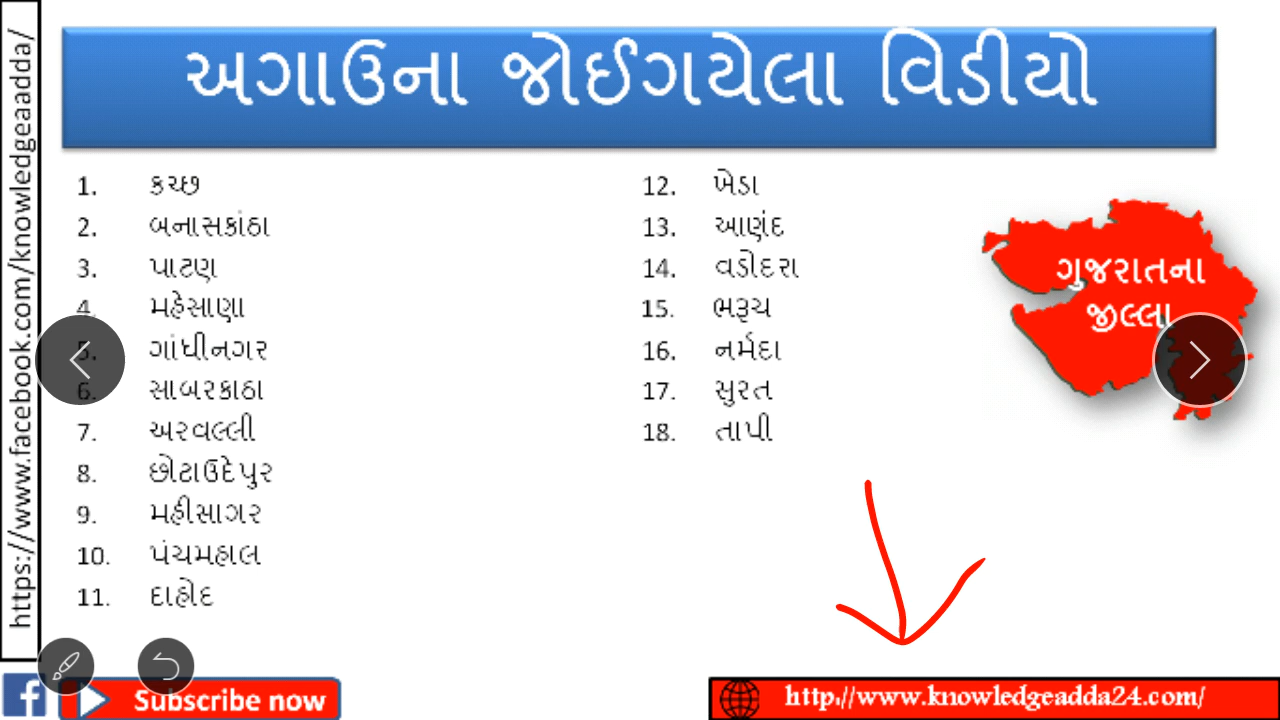 https://www.facebook.com/knowledgeadda/
અગાઉના જોઈગયેલા વિડીયો
1. કચ્છ
2. બનાસકાંઠા
3. પાટણ
4. મહેસાણા
5. ગાંધીનગર
6. સાબરકાઠા
7. અરવલ્લી
8. છોટાઉદેપુર
9. મહીસાગર
10. પંચમહાલ
11. દાહોદ
12. ખેડા
13. આણંદ
14. વડોદરા
15. ભરૂચ
16. નર્મદા
17. સુરત
18. તાપી
ગુજરાતના
જીલ્લા
f
Subscribe now
http://www.knowledgeadda24.com/